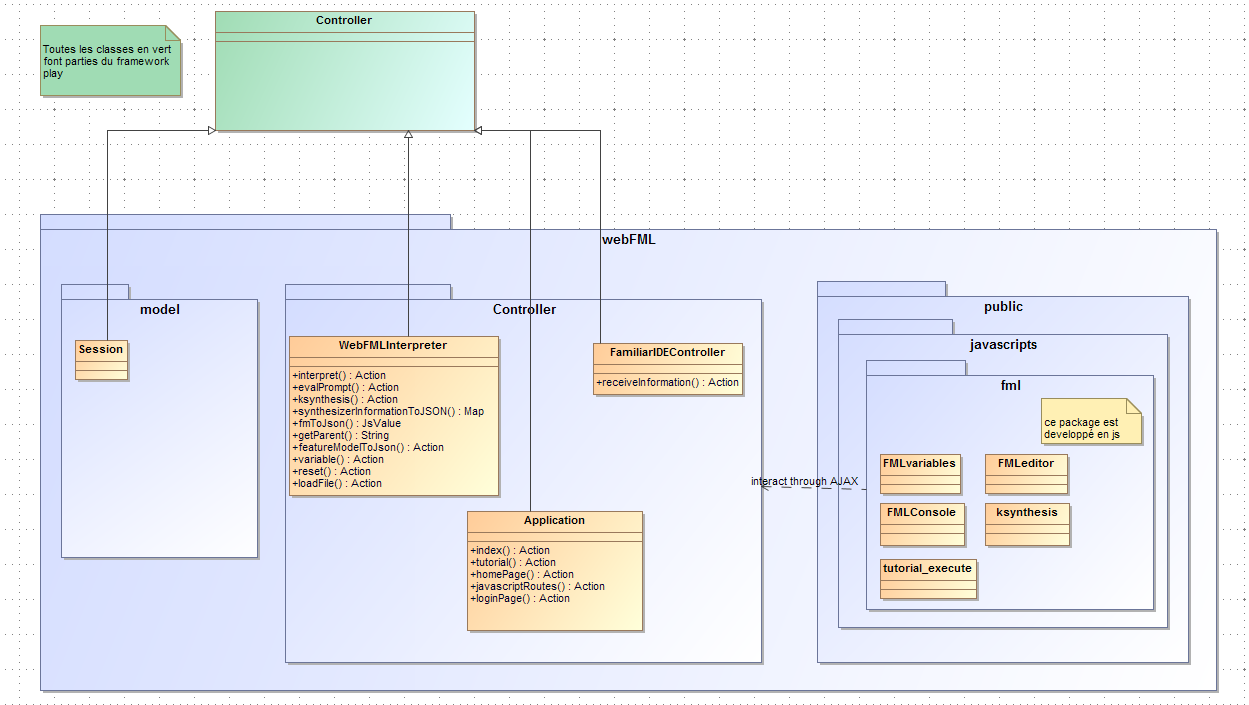 Controller
Toutes les classes en vert
font parties du framework
play
webFML
model
Session
Controller
WebFMLInterpreter
+interpret() : Action
+evalPrompt() : Action
+ksynthesis() : Action
+synthesizerInformationToJSON() : Map
+fmToJson() : JsValue
+getParent() : String
+featureModelToJson() : Action
+variable() : Action
+reset() : Action
+loadFile() : Action
FamiliarIDEController
+receiveInformation() : Action
Application
+index() : Action
+tutorial() : Action
+homePage() : Action
+javascriptRoutes() : Action
+loginPage() : Action
interact through AJAX
public
javascripts
fml
ce package est
developpé en js
FMLvariables
FMLeditor
FMLConsole
ksynthesis
tutorial_execute